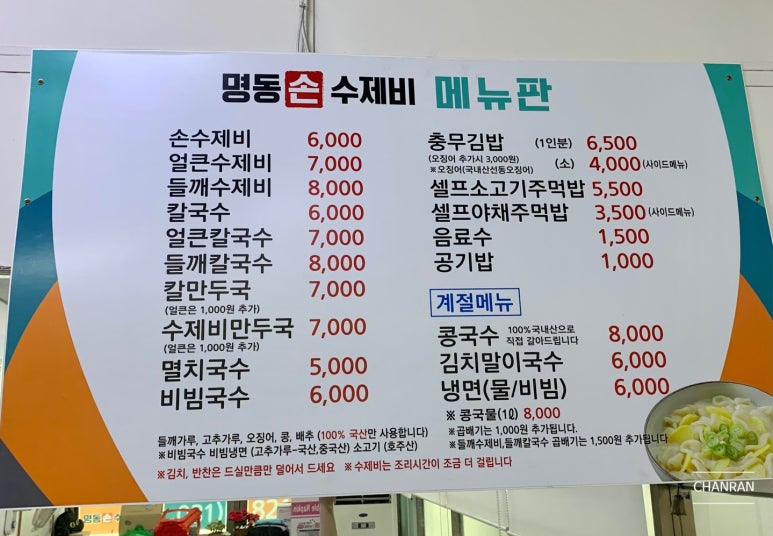 명동손수제비 메뉴판
손수제비 6,000
얼큰수제비 7,000
들깨수제비 8,000
칼국수 6,000
얼큰칼국수 7,000
들깨칼국수 8,000
칼만두국 7,000
(얼큰은 1,000원 추가)
수제비만두국 7,000
(얼큰은 1,000원 추가)
멸치국수 5,000
비빔국수 6,000
충무김밥 (1인분) 6,500
(오징어 추가시 3,000원)
※오징어(국내산선동오징어) (소) 4,000 (사이드메뉴)
셀프소고기주먹밥 5,500
셀프야채주먹밥 3,500 (사이드메뉴)
음료수 1,500
공기밥 1,000
계절메뉴
콩국수 100%국내산으로 직접 갈아드립니다 8,000
김치말이국수 6,000
냉면(물/비빔) 6,000
※ 콩국물(1ℓ) 8,000
※곱배기는 1,000원 추가됩니다.
※들깨수제비,들깨칼국수 곱배기는 1,500원 추가됩니다
들깨가루, 고추가루, 오징어, 콩, 배추 (100% 국산만 사용합니다)
※비빔국수 비빔냉면 (고추가루-국산,중국산) 소고기 (호주산)
※김치, 반찬은 드실만큼만 덜어서 드세요 ※수제비는 조리시간이 조금 더 걸립니다
CHANRAN
명동손수